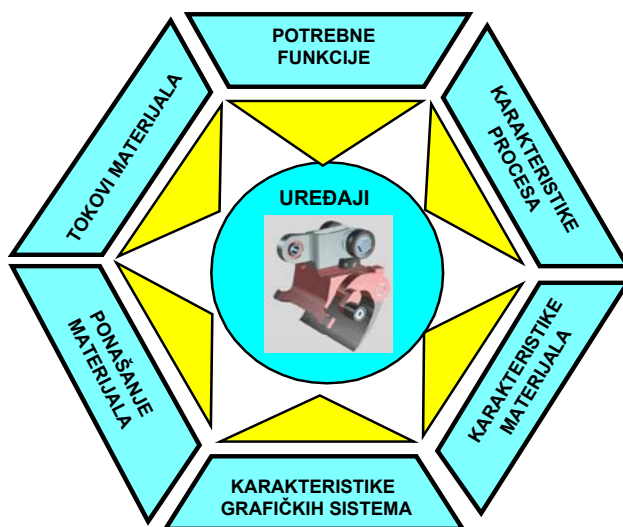 POTREBNE
FUNKCIJE
KARAKTERISTIKE
PROCESA
KARAKTERISTIKE
MATERIJALA
KARAKTERISTIKE
GRAFIČKIH SISTEMA
PONAŠANJE
MATERIJALA
TOKOVI MATERIJALA
UREĐAJI